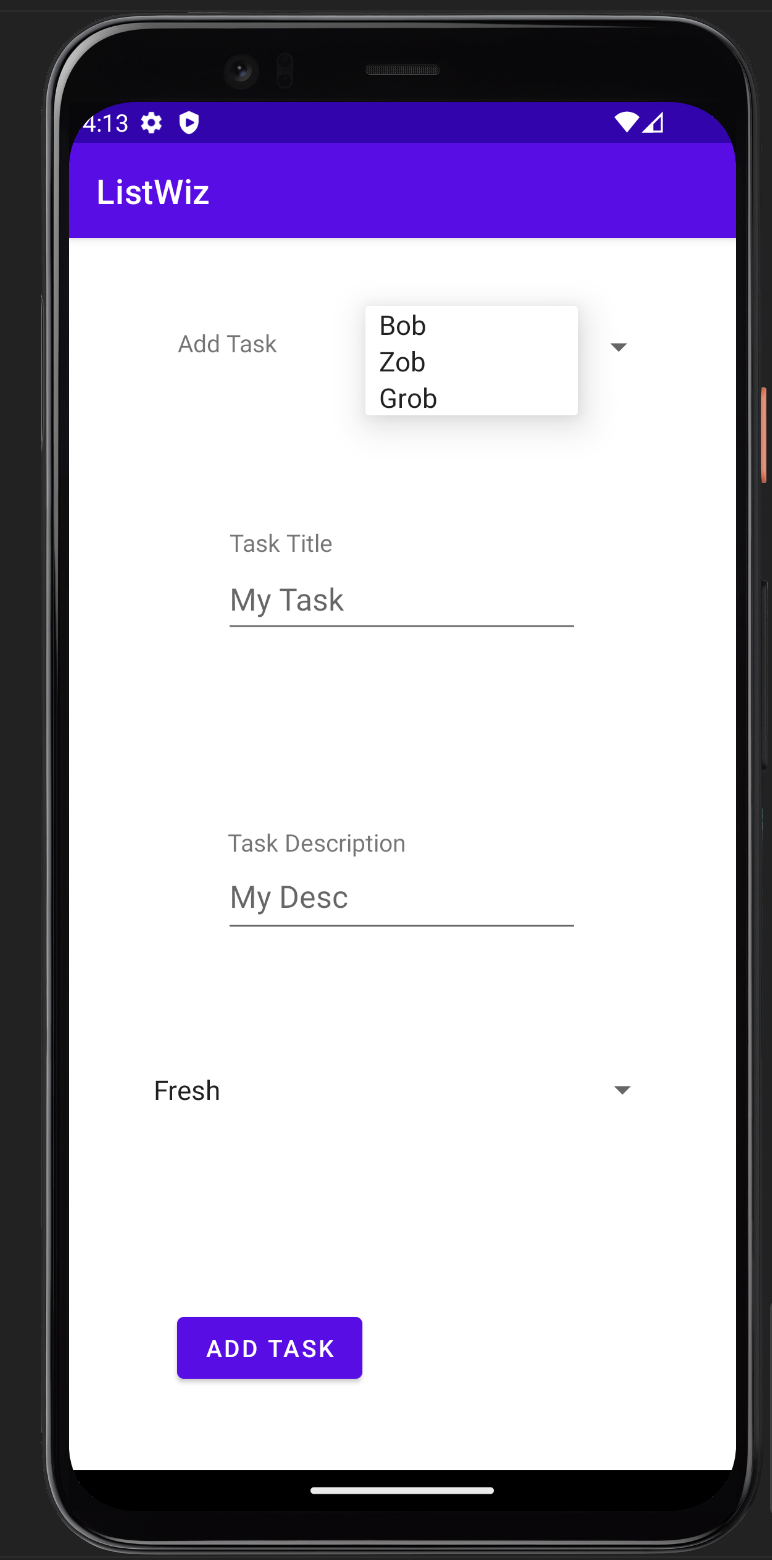 4:13
ListWiz
Add Task
Bob
Zob
Grob
Task Title
My Task
Task Description
My Desc
Fresh
ADD TASK